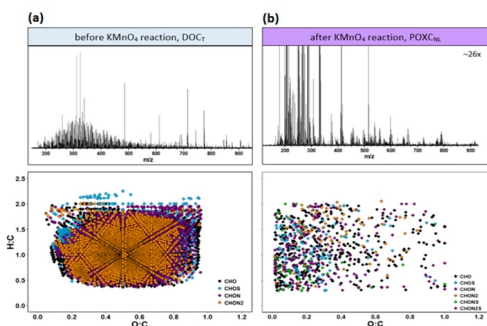 (a)
before KMnO4 reaction, DOCT
200 300 400 500 600 700 800 900
m/z
2.5
2.0
1.5
1.0
0.5
0.0
H:C
CHO
CHOS
CHON
CHON2
0.0 0.2 0.4 0.6 0.8 1.0 1.2
O:C
(b)
after KMnO4 reaction, POXCNL
~26x
200 300 400 500 600 700 800 900
m/z
CHO
CHOS
CHON
CHON2
CHONS
CHON2S
0.0 0.2 0.4 0.6 0.8 1.0 1.2
O:C